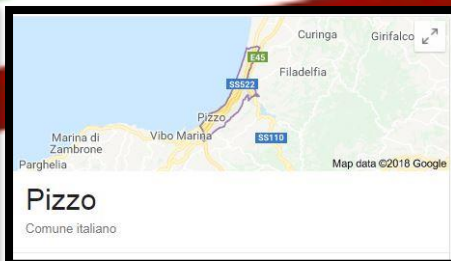 Curinga
Girifalco
E45
Filadelfia
SS522
Pizzo
Marina di
Zambrone
Vibo Marina
SS110
Parghelia
Map data ©2018 Google
Pizzo
Comune italiano